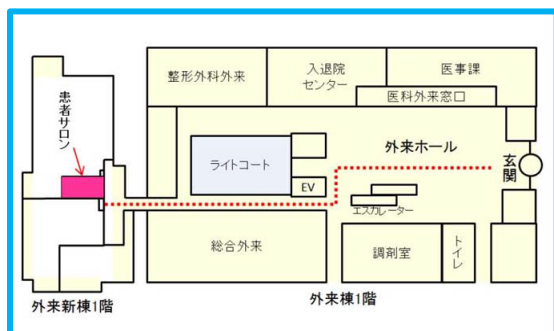 整形外科外来
入退院
センター
医事課
医科外来窓口
患者サロン
ライトコート
外来ホール
玄関
EV
エスカレーター
総合外来
調剤室
トイレ
外来新棟1階
外来棟1階